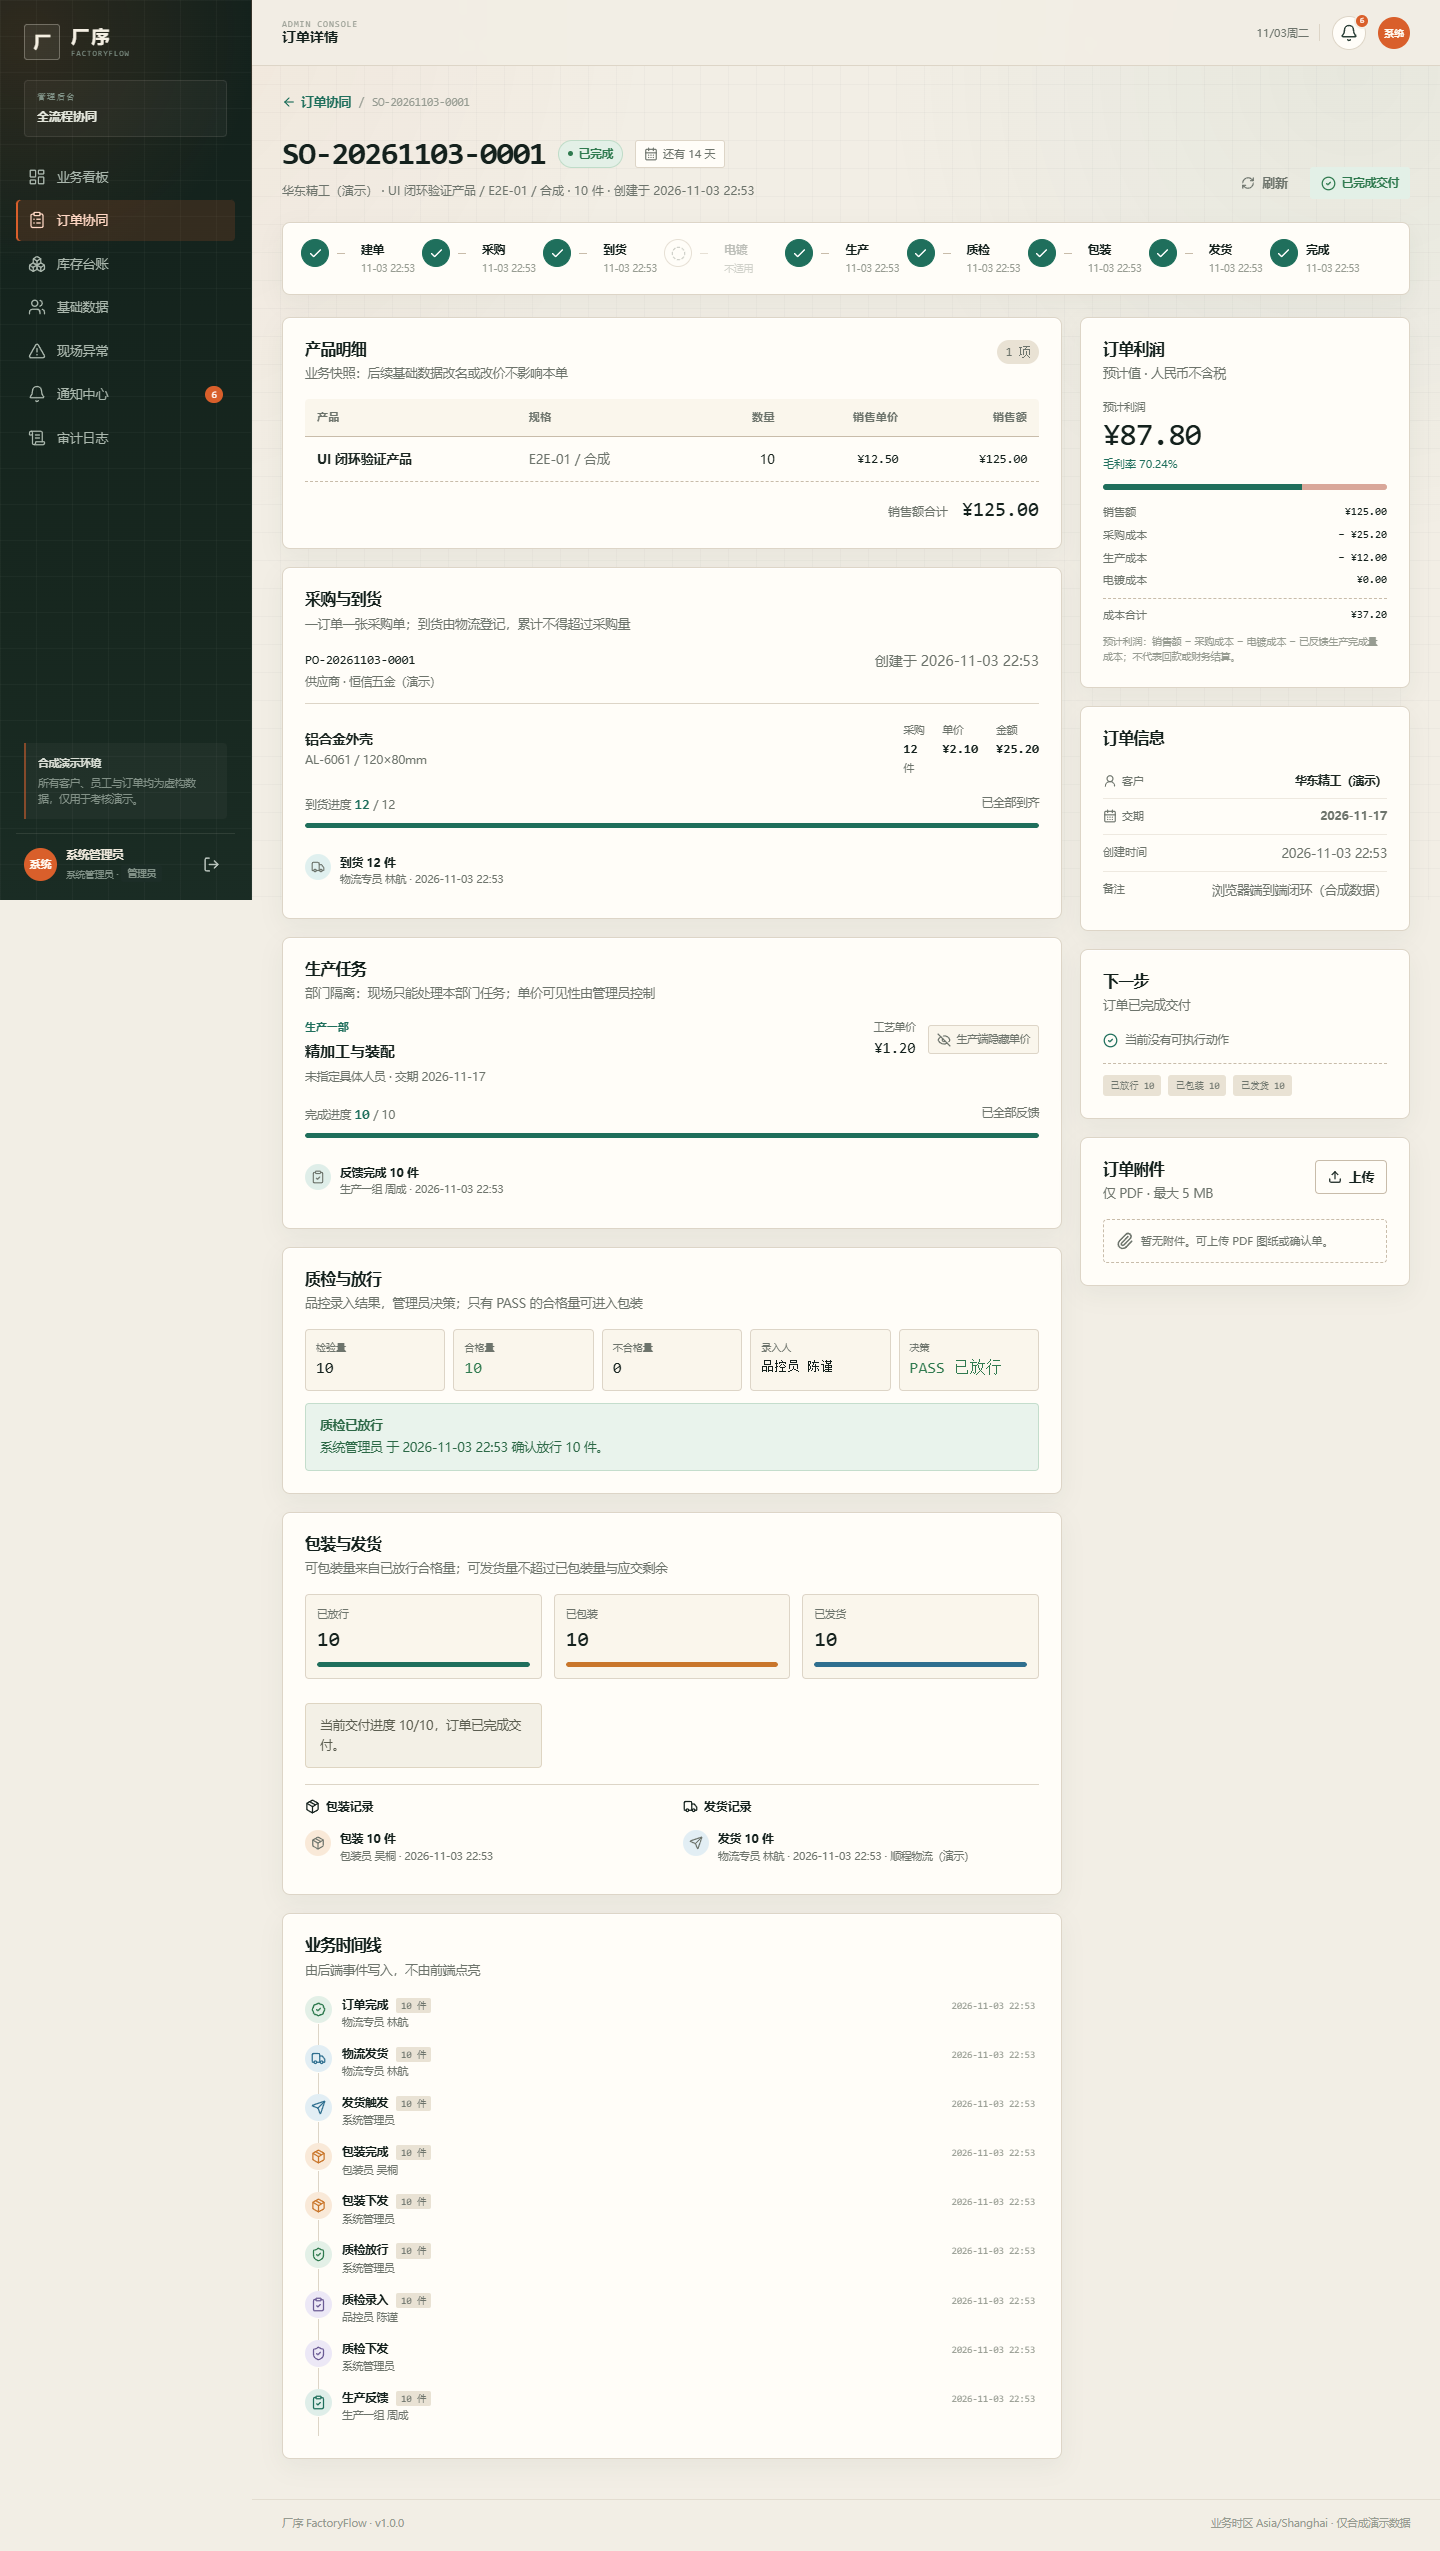 厂
厂序
FACTORYFLOW
管理后台
全流程协同
业务看板
订单协同
库存台账
基础数据
现场异常
通知中心
6
审计日志
合成演示环境
所有客户、员工与订单均为虚构数
据，仅用于考核演示。
系统
系统管理员
系统管理员 · 管理员
ADMIN CONSOLE
订单详情
11/03周二
6
系统
订单协同 / SO-20261103-0001
SO-20261103-0001
已完成
还有 14 天
华东精工（演示） · UI 闭环验证产品 / E2E-01 / 合成 · 10 件 · 创建于 2026-11-03 22:53
刷新
已完成交付
建单
11-03 22:53
采购
11-03 22:53
到货
11-03 22:53
电镀
不适用
生产
11-03 22:53
质检
11-03 22:53
包装
11-03 22:53
发货
11-03 22:53
完成
11-03 22:53
产品明细
业务快照：后续基础数据改名或改价不影响本单
1 项
产品 规格 数量 销售单价 销售额
UI 闭环验证产品 E2E-01 / 合成 10 ¥12.50 ¥125.00
销售额合计 ¥125.00
采购与到货
一订单一张采购单；到货由物流登记，累计不得超过采购量
PO-20261103-0001
供应商 · 恒信五金（演示）
创建于 2026-11-03 22:53
铝合金外壳
AL-6061 / 120×80mm
采购 单价 金额
12 ¥2.10 ¥25.20
件
到货进度 12 / 12
已全部到齐
到货 12 件
物流专员 林航 · 2026-11-03 22:53
生产任务
部门隔离：现场只能处理本部门任务；单价可见性由管理员控制
生产一部
精加工与装配
未指定具体人员 · 交期 2026-11-17
工艺单价
¥1.20
生产端隐藏单价
完成进度 10 / 10
已全部反馈
反馈完成 10 件
生产一组 周成 · 2026-11-03 22:53
质检与放行
品控录入结果，管理员决策；只有 PASS 的合格量可进入包装
检验量
10
合格量
10
不合格量
0
录入人
品控员 陈谨
决策
PASS 已放行
质检已放行
系统管理员 于 2026-11-03 22:53 确认放行 10 件。
包装与发货
可包装量来自已放行合格量；可发货量不超过已包装量与应交剩余
已放行
10
已包装
10
已发货
10
当前交付进度 10/10，订单已完成交
付。
包装记录
包装 10 件
包装员 吴桐 · 2026-11-03 22:53
发货记录
发货 10 件
物流专员 林航 · 2026-11-03 22:53 · 顺程物流（演示）
业务时间线
由后端事件写入，不由前端点亮
订单完成 10 件 2026-11-03 22:53
物流专员 林航
物流发货 10 件 2026-11-03 22:53
物流专员 林航
发货触发 10 件 2026-11-03 22:53
系统管理员
包装完成 10 件 2026-11-03 22:53
包装员 吴桐
包装下发 10 件 2026-11-03 22:53
系统管理员
质检放行 10 件 2026-11-03 22:53
系统管理员
质检录入 10 件 2026-11-03 22:53
品控员 陈谨
质检下发 2026-11-03 22:53
系统管理员
生产反馈 10 件 2026-11-03 22:53
生产一组 周成
订单利润
预计值 · 人民币不含税
预计利润
¥87.80
毛利率 70.24%
销售额 ¥125.00
采购成本 − ¥25.20
生产成本 − ¥12.00
电镀成本 ¥0.00
成本合计 ¥37.20
预计利润：销售额 − 采购成本 − 电镀成本 − 已反馈生产完成量
成本；不代表回款或财务结算。
订单信息
客户 华东精工（演示）
交期 2026-11-17
创建时间 2026-11-03 22:53
备注 浏览器端到端闭环（合成数据）
下一步
订单已完成交付
当前没有可执行动作
已放行 10
已包装 10
已发货 10
订单附件
仅 PDF · 最大 5 MB
上传
暂无附件。可上传 PDF 图纸或确认单。
厂序 FactoryFlow · v1.0.0
业务时区 Asia/Shanghai · 仅合成演示数据